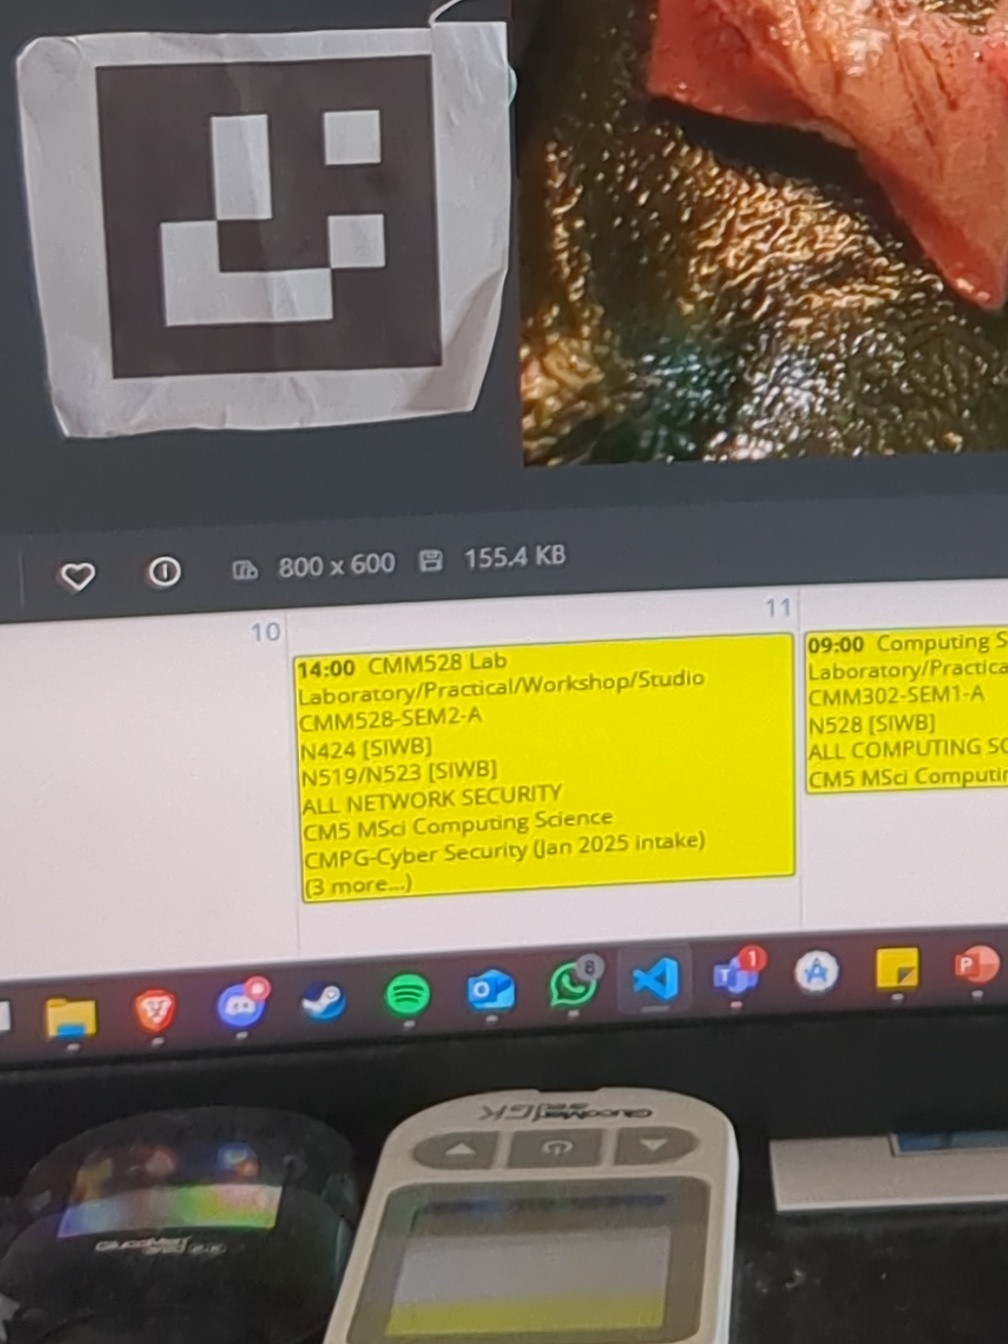 800 x 600 155.4 KB
10
11
14:00 CMM528 Lab
Laboratory/Practical/Workshop/Studio
CMM528-SEM2-A
N424 [SIWB]
N519/N523 [SIWB]
ALL NETWORK SECURITY
CM5 MSci Computing Science
CMPG-Cyber Security (Jan 2025 intake)
(3 more...)
09:00 Computing S
Laboratory/Practica
CMM302-SEM1-A
N528 [SIWB]
ALL COMPUTING SC
CM5 MSci Computin
8
1
P
GlucoMen